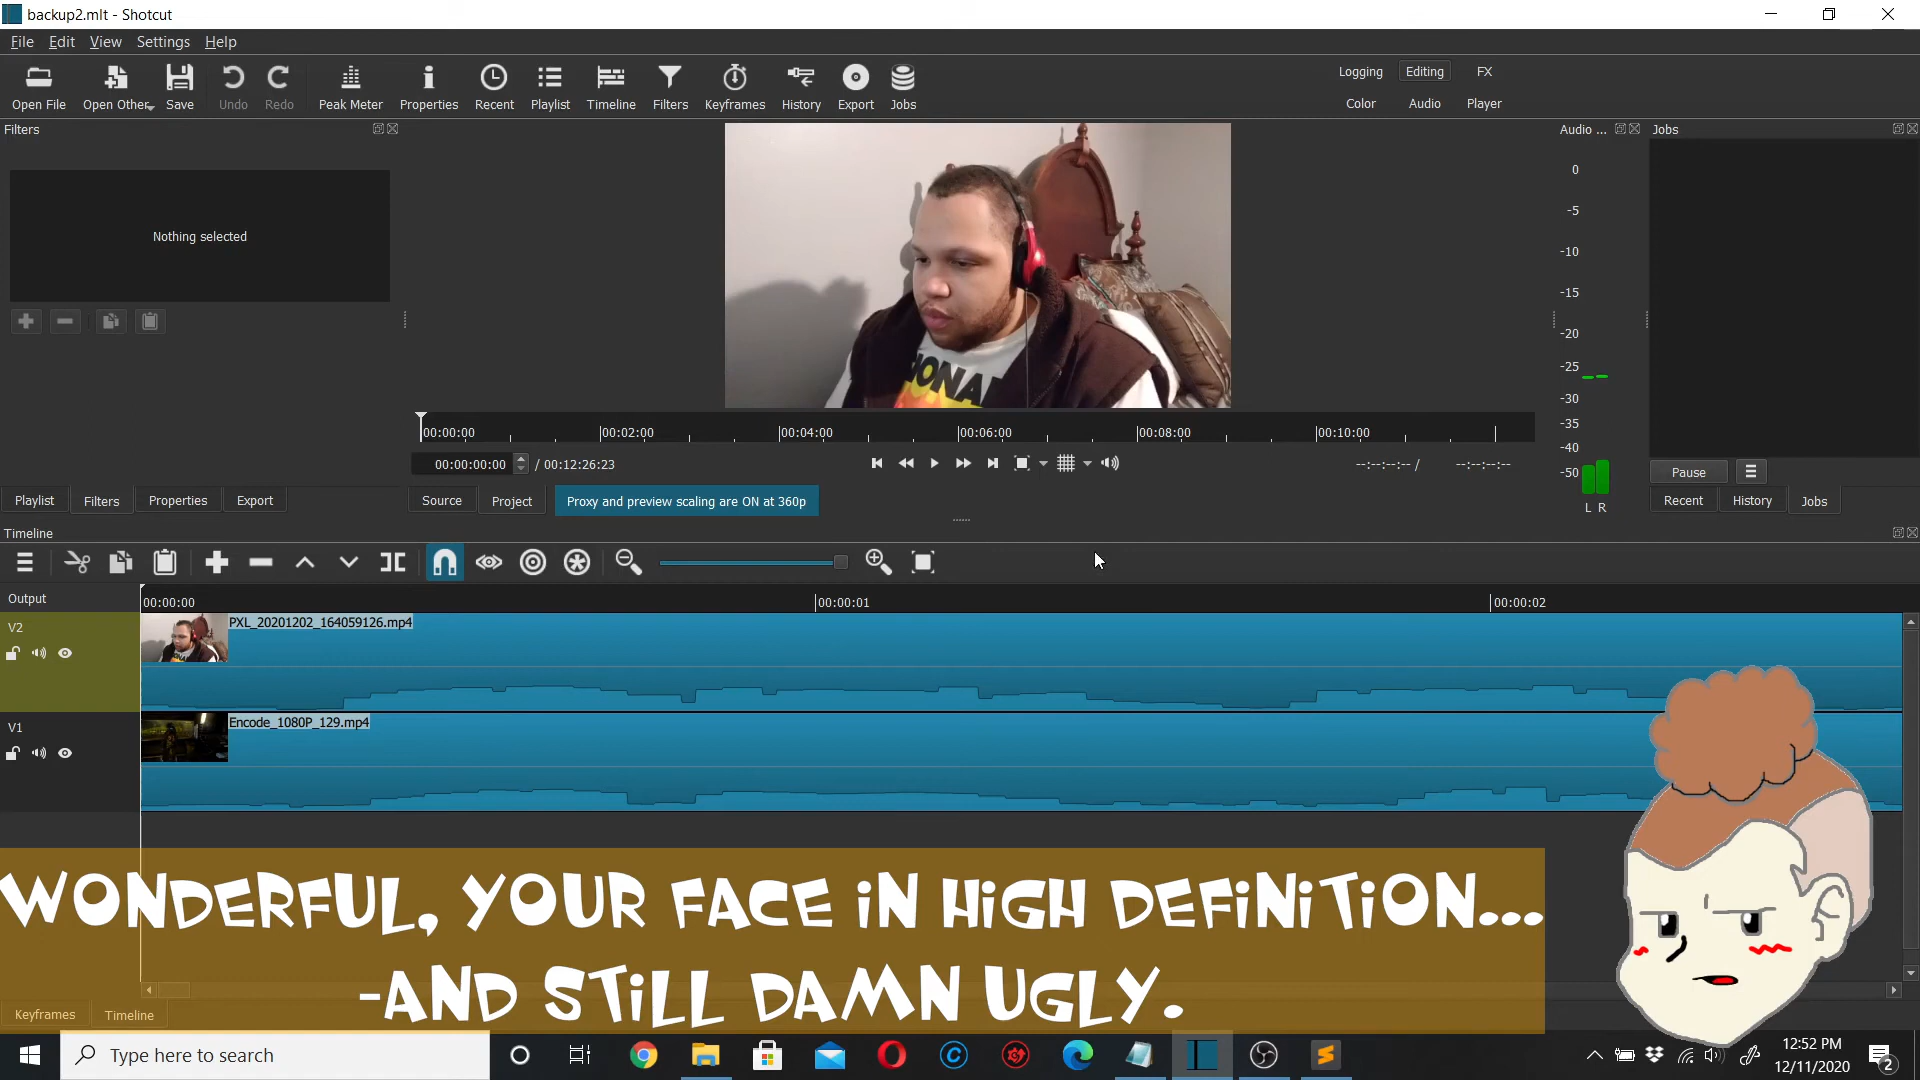 backup2.mlt - Shotcut
File Edit View Settings Help
Open File Open Other Save Undo Redo Peak Meter Properties Recent Playlist Timeline Filters Keyframes History Export Jobs
Logging Editing FX
Color Audio Player
Filters
Audio ...
Jobs
Nothing selected
0
-5
-10
-15
-20
-25
-30
-35
-40
-50
L R
ONA
00:00:00 00:02:00 00:04:00 00:06:00 00:08:00 00:10:00
00:00:00:00 / 00:12:26:23
--:--:--:-- / --:--:--:--
Pause
Playlist Filters Properties Export
Source Project Proxy and preview scaling are ON at 360p
Recent History Jobs
Timeline
Output
00:00:00 00:00:01 00:00:02
V2
PXL_20201202_164059126.mp4
V1
Encode_1080P_129.mp4
WONDERFUL, YOUR FACE IN HIGH DEFINITION...
-AND STILL DAMN UGLY.
Keyframes Timeline
Type here to search
12:52 PM
12/11/2020
2